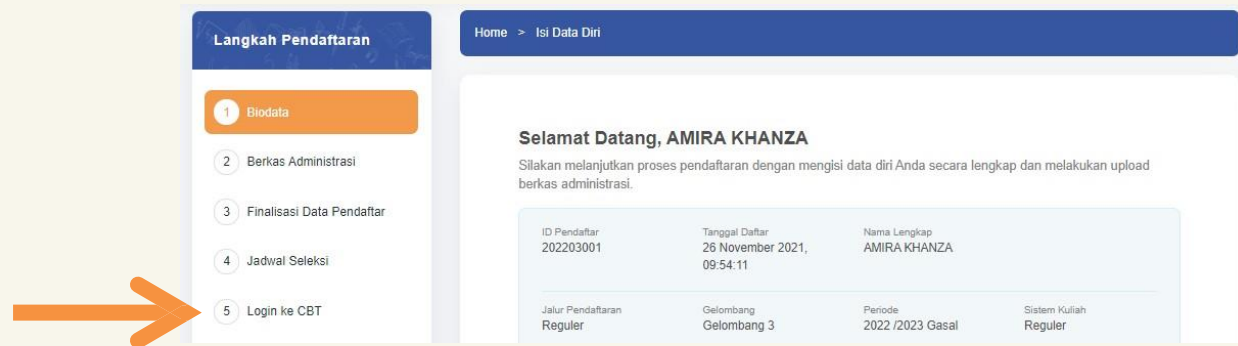 Langkah Pendaftaran
1 Biodata
2 Berkas Administrasi
3 Finalisasi Data Pendaftar
4 Jadwal Seleksi
5 Login ke CBT
Home > Isi Data Diri
Selamat Datang, AMIRA KHANZA
Silakan melanjutkan proses pendaftaran dengan mengisi data diri Anda secara lengkap dan melakukan upload
berkas administrasi.
ID Pendaftar Tanggal Daftar Nama Lengkap
202203001 26 November 2021, AMIRA KHANZA
09:54:11
Jalur Pendaftaran Gelombang Periode Sistem Kuliah
Reguler Gelombang 3 2022 /2023 Gasal Reguler